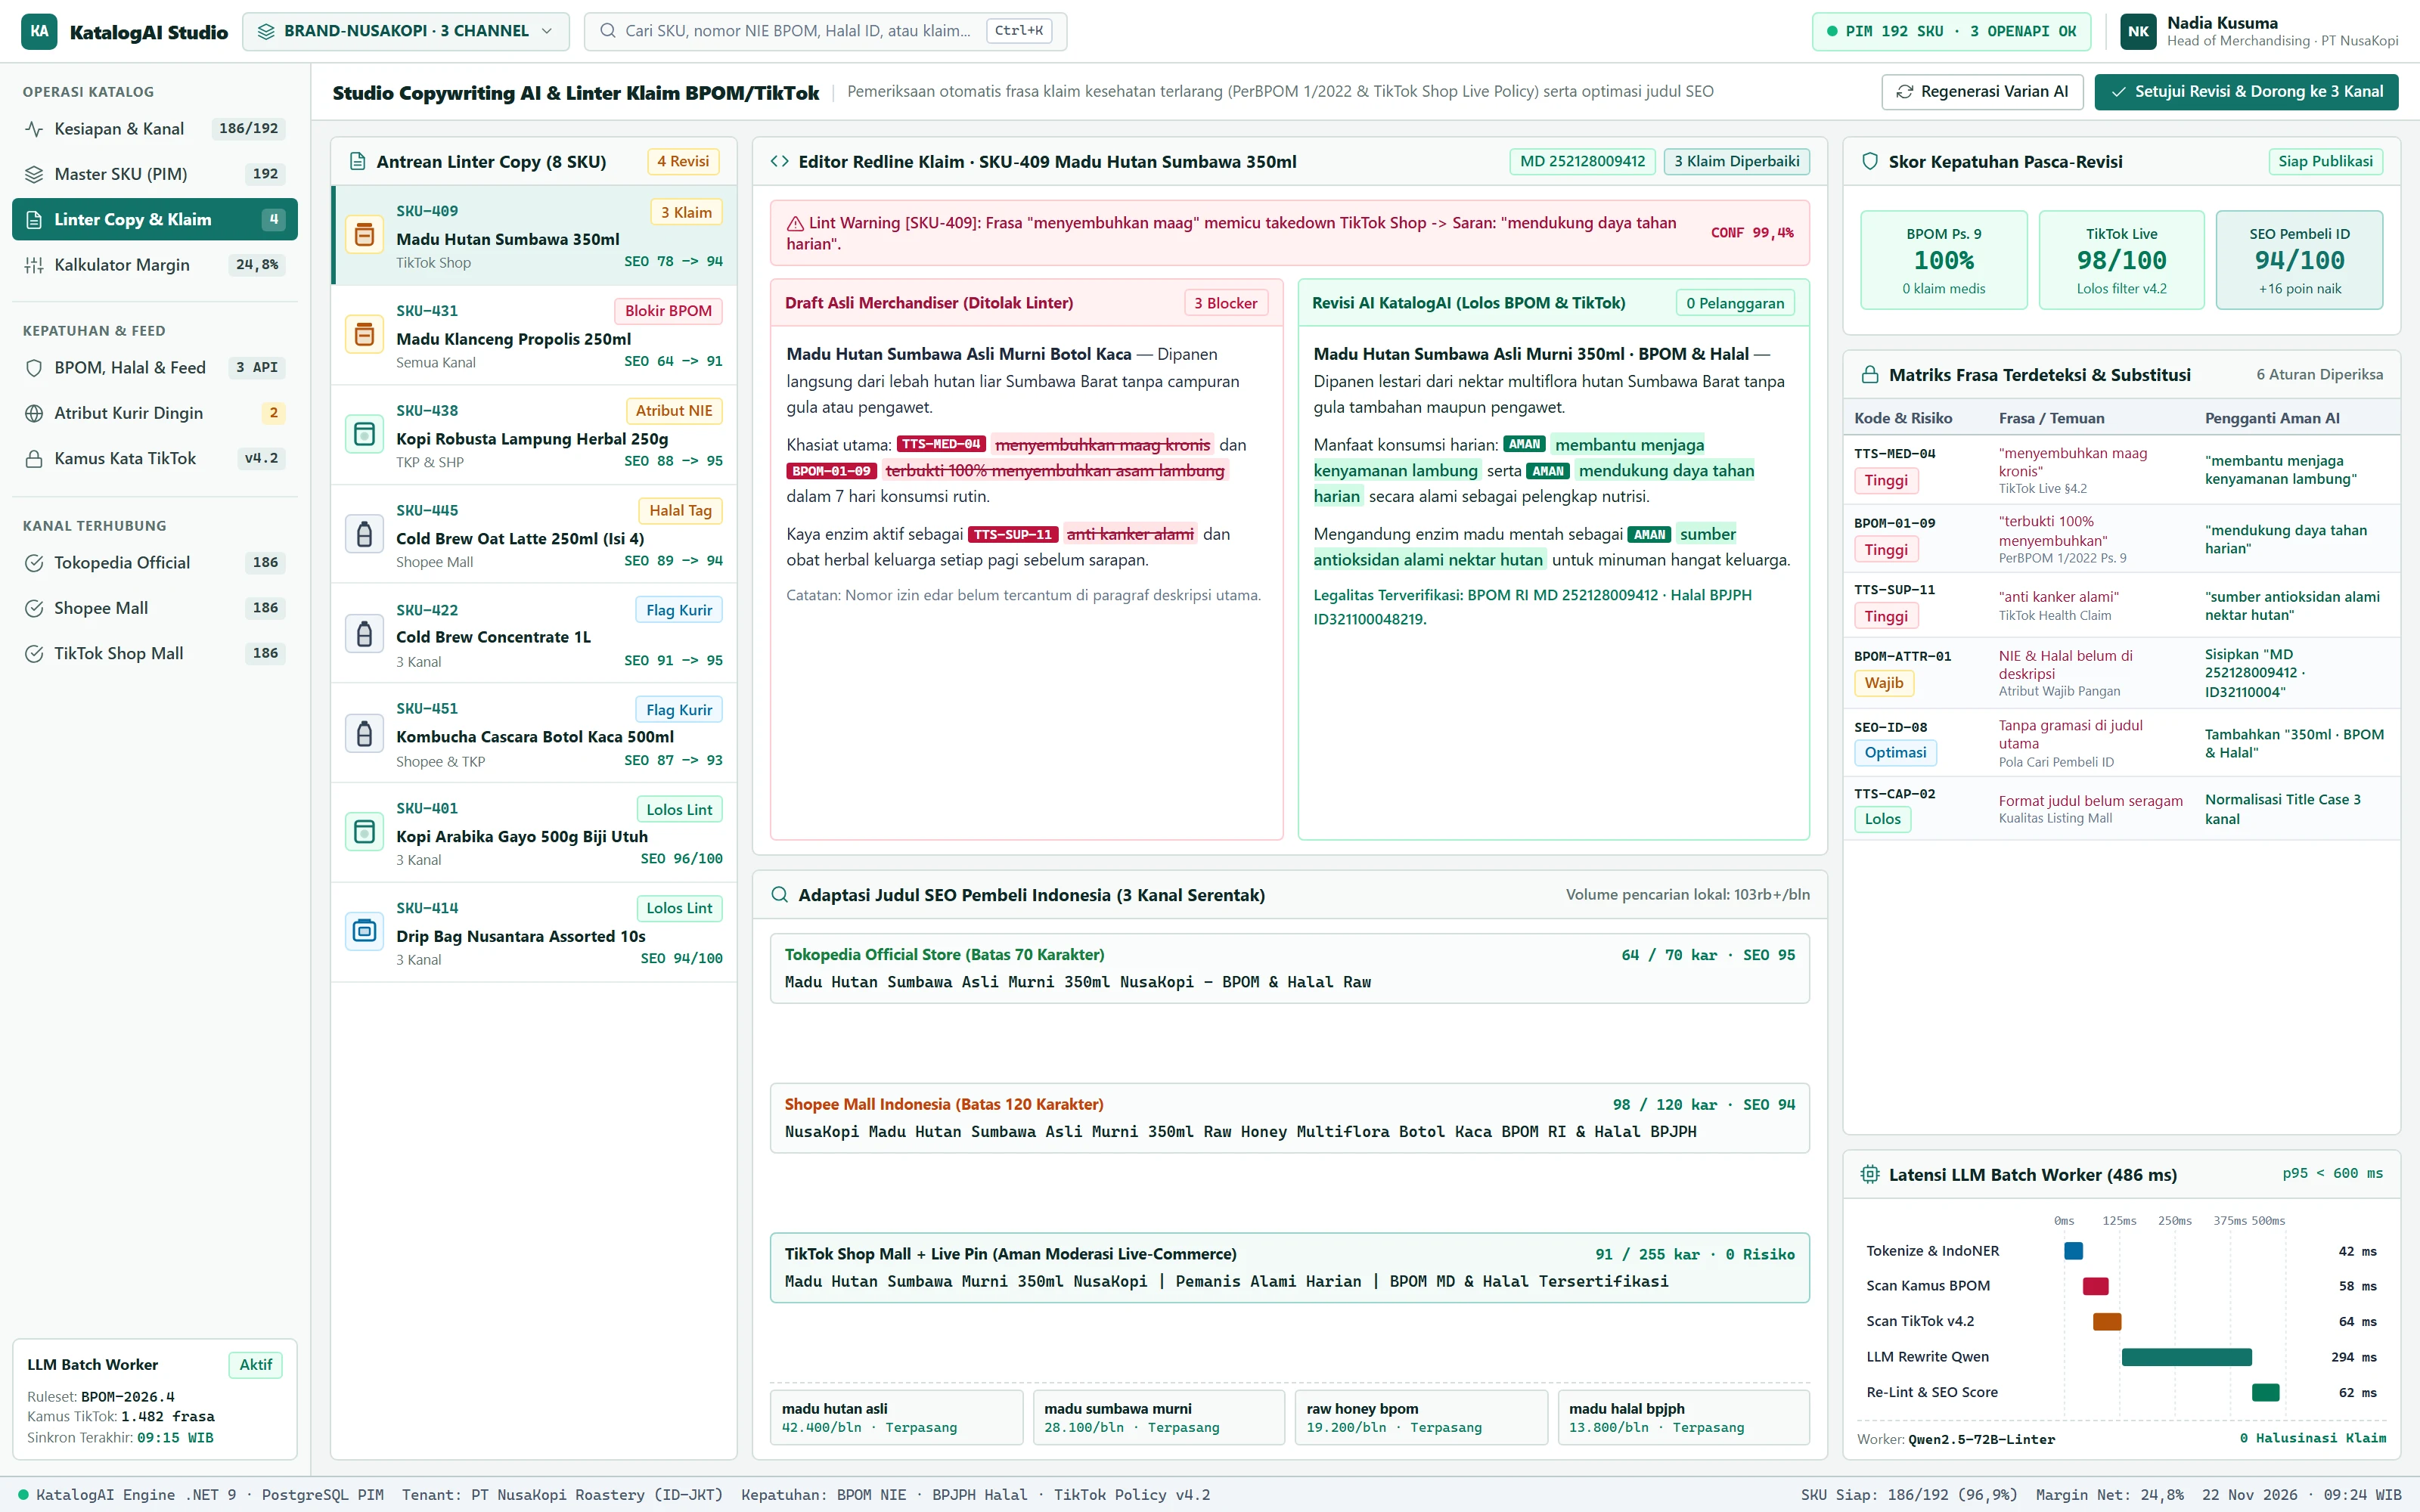 KA
KatalogAI Studio
BRAND-NUSAKOPI · 3 CHANNEL
Cari SKU, nomor NIE BPOM, Halal ID, atau klaim...
Ctrl+K
PIM 192 SKU · 3 OPENAPI OK
NK
Nadia Kusuma
Head of Merchandising · PT NusaKopi
OPERASI KATALOG
Kesiapan & Kanal
186/192
Master SKU (PIM)
192
Linter Copy & Klaim
4
Kalkulator Margin
24,8%
KEPATUHAN & FEED
BPOM, Halal & Feed
3 API
Atribut Kurir Dingin
2
Kamus Kata TikTok
v4.2
KANAL TERHUBUNG
Tokopedia Official
186
Shopee Mall
186
TikTok Shop Mall
186
LLM Batch Worker
Aktif
Ruleset: BPOM-2026.4
Kamus TikTok: 1.482 frasa
Sinkron Terakhir: 09:15 WIB
Studio Copywriting AI & Linter Klaim BPOM/TikTok
Pemeriksaan otomatis frasa klaim kesehatan terlarang (PerBPOM 1/2022 & TikTok Shop Live Policy) serta optimasi judul SEO
Regenerasi Varian AI
Setujui Revisi & Dorong ke 3 Kanal
Antrean Linter Copy (8 SKU)
4 Revisi
SKU-409
3 Klaim
Madu Hutan Sumbawa 350ml
TikTok Shop
SEO 78 -> 94
SKU-431
Blokir BPOM
Madu Klanceng Propolis 250ml
Semua Kanal
SEO 64 -> 91
SKU-438
Atribut NIE
Kopi Robusta Lampung Herbal 250g
TKP & SHP
SEO 88 -> 95
SKU-445
Halal Tag
Cold Brew Oat Latte 250ml (Isi 4)
Shopee Mall
SEO 89 -> 94
SKU-422
Flag Kurir
Cold Brew Concentrate 1L
3 Kanal
SEO 91 -> 95
SKU-451
Flag Kurir
Kombucha Cascara Botol Kaca 500ml
Shopee & TKP
SEO 87 -> 93
SKU-401
Lolos Lint
Kopi Arabika Gayo 500g Biji Utuh
3 Kanal
SEO 96/100
SKU-414
Lolos Lint
Drip Bag Nusantara Assorted 10s
3 Kanal
SEO 94/100
Editor Redline Klaim · SKU-409 Madu Hutan Sumbawa 350ml
MD 252128009412
3 Klaim Diperbaiki
Lint Warning [SKU-409]: Frasa "menyembuhkan maag" memicu takedown TikTok Shop -> Saran: "mendukung daya tahan
harian".
CONF 99,4%
Draft Asli Merchandiser (Ditolak Linter)
3 Blocker
Madu Hutan Sumbawa Asli Murni Botol Kaca — Dipanen
langsung dari lebah hutan liar Sumbawa Barat tanpa campuran
gula atau pengawet.
Khasiat utama: TTS-MED-04 menyembuhkan maag kronis dan
BPOM-01-09 terbukti 100% menyembuhkan asam lambung
dalam 7 hari konsumsi rutin.
Kaya enzim aktif sebagai TTS-SUP-11 anti kanker alami dan
obat herbal keluarga setiap pagi sebelum sarapan.
Catatan: Nomor izin edar belum tercantum di paragraf deskripsi utama.
Revisi AI KatalogAI (Lolos BPOM & TikTok)
0 Pelanggaran
Madu Hutan Sumbawa Asli Murni 350ml · BPOM & Halal —
Dipanen lestari dari nektar multiflora hutan Sumbawa Barat tanpa
gula tambahan maupun pengawet.
Manfaat konsumsi harian: AMAN membantu menjaga
kenyamanan lambung serta AMAN mendukung daya tahan
harian secara alami sebagai pelengkap nutrisi.
Mengandung enzim madu mentah sebagai AMAN sumber
antioksidan alami nektar hutan untuk minuman hangat keluarga.
Legalitas Terverifikasi: BPOM RI MD 252128009412 · Halal BPJPH
ID321100048219.
Adaptasi Judul SEO Pembeli Indonesia (3 Kanal Serentak)
Volume pencarian lokal: 103rb+/bln
Tokopedia Official Store (Batas 70 Karakter)
64 / 70 kar · SEO 95
Madu Hutan Sumbawa Asli Murni 350ml NusaKopi - BPOM & Halal Raw
Shopee Mall Indonesia (Batas 120 Karakter)
98 / 120 kar · SEO 94
NusaKopi Madu Hutan Sumbawa Asli Murni 350ml Raw Honey Multiflora Botol Kaca BPOM RI & Halal BPJPH
TikTok Shop Mall + Live Pin (Aman Moderasi Live-Commerce)
91 / 255 kar · 0 Risiko
Madu Hutan Sumbawa Murni 350ml NusaKopi | Pemanis Alami Harian | BPOM MD & Halal Tersertifikasi
madu hutan asli
42.400/bln · Terpasang
madu sumbawa murni
28.100/bln · Terpasang
raw honey bpom
19.200/bln · Terpasang
madu halal bpjph
13.800/bln · Terpasang
Skor Kepatuhan Pasca-Revisi
Siap Publikasi
BPOM Ps. 9
100%
0 klaim medis
TikTok Live
98/100
Lolos filter v4.2
SEO Pembeli ID
94/100
+16 poin naik
Matriks Frasa Terdeteksi & Substitusi
6 Aturan Diperiksa
Kode & Risiko
Frasa / Temuan
Pengganti Aman AI
TTS-MED-04
Tinggi
"menyembuhkan maag
kronis"
TikTok Live §4.2
"membantu menjaga
kenyamanan lambung"
BPOM-01-09
Tinggi
"terbukti 100%
menyembuhkan"
PerBPOM 1/2022 Ps. 9
"mendukung daya tahan
harian"
TTS-SUP-11
Tinggi
"anti kanker alami"
TikTok Health Claim
"sumber antioksidan alami
nektar hutan"
BPOM-ATTR-01
Wajib
NIE & Halal belum di
deskripsi
Atribut Wajib Pangan
Sisipkan "MD
252128009412 ·
ID32110004"
SEO-ID-08
Optimasi
Tanpa gramasi di judul
utama
Pola Cari Pembeli ID
Tambahkan "350ml · BPOM
& Halal"
TTS-CAP-02
Lolos
Format judul belum seragam
Kualitas Listing Mall
Normalisasi Title Case 3
kanal
Latensi LLM Batch Worker (486 ms)
p95 < 600 ms
0ms 125ms 250ms 375ms 500ms
Tokenize & IndoNER
42 ms
Scan Kamus BPOM
58 ms
Scan TikTok v4.2
64 ms
LLM Rewrite Qwen
294 ms
Re-Lint & SEO Score
62 ms
Worker: Qwen2.5-72B-Linter
0 Halusinasi Klaim
KatalogAI Engine .NET 9 · PostgreSQL PIM
Tenant: PT NusaKopi Roastery (ID-JKT)
Kepatuhan: BPOM NIE · BPJPH Halal · TikTok Policy v4.2
SKU Siap: 186/192 (96,9%)
Margin Net: 24,8%
22 Nov 2026 · 09:24 WIB